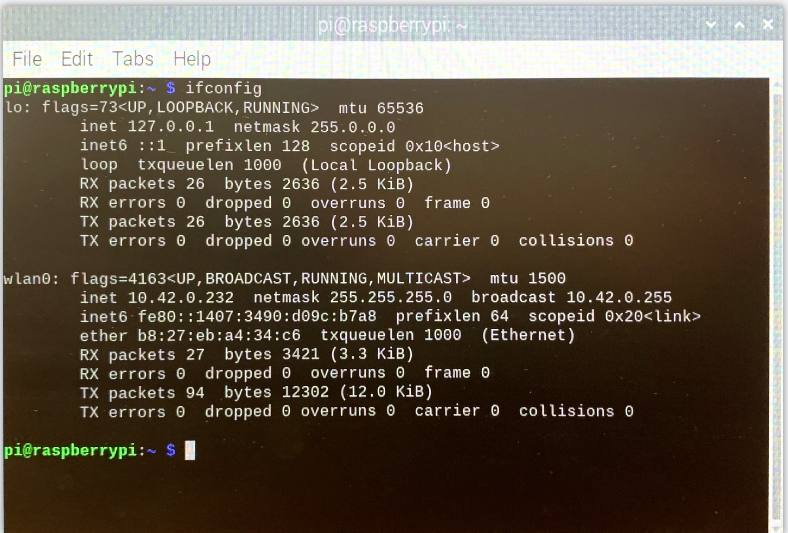 pi@raspberrypi: ~
File Edit Tabs Help
pi@raspberrypi:~ $ ifconfig
lo: flags=73<UP,LOOPBACK,RUNNING>  mtu 65536
        inet 127.0.0.1  netmask 255.0.0.0
        inet6 ::1  prefixlen 128  scopeid 0x10<host>
        loop  txqueuelen 1000  (Local Loopback)
        RX packets 26  bytes 2636 (2.5 KiB)
        RX errors 0  dropped 0  overruns 0  frame 0
        TX packets 26  bytes 2636 (2.5 KiB)
        TX errors 0  dropped 0 overruns 0  carrier 0  collisions 0
wlan0: flags=4163<UP,BROADCAST,RUNNING,MULTICAST>  mtu 1500
        inet 10.42.0.232  netmask 255.255.255.0  broadcast 10.42.0.255
        inet6 fe80::1407:3490:d09c:b7a8  prefixlen 64  scopeid 0x20<link>
        ether b8:27:eb:a4:34:c6  txqueuelen 1000  (Ethernet)
        RX packets 27  bytes 3421 (3.3 KiB)
        RX errors 0  dropped 0  overruns 0  frame 0
        TX packets 94  bytes 12302 (12.0 KiB)
        TX errors 0  dropped 0 overruns 0  carrier 0  collisions 0
pi@raspberrypi:~ $